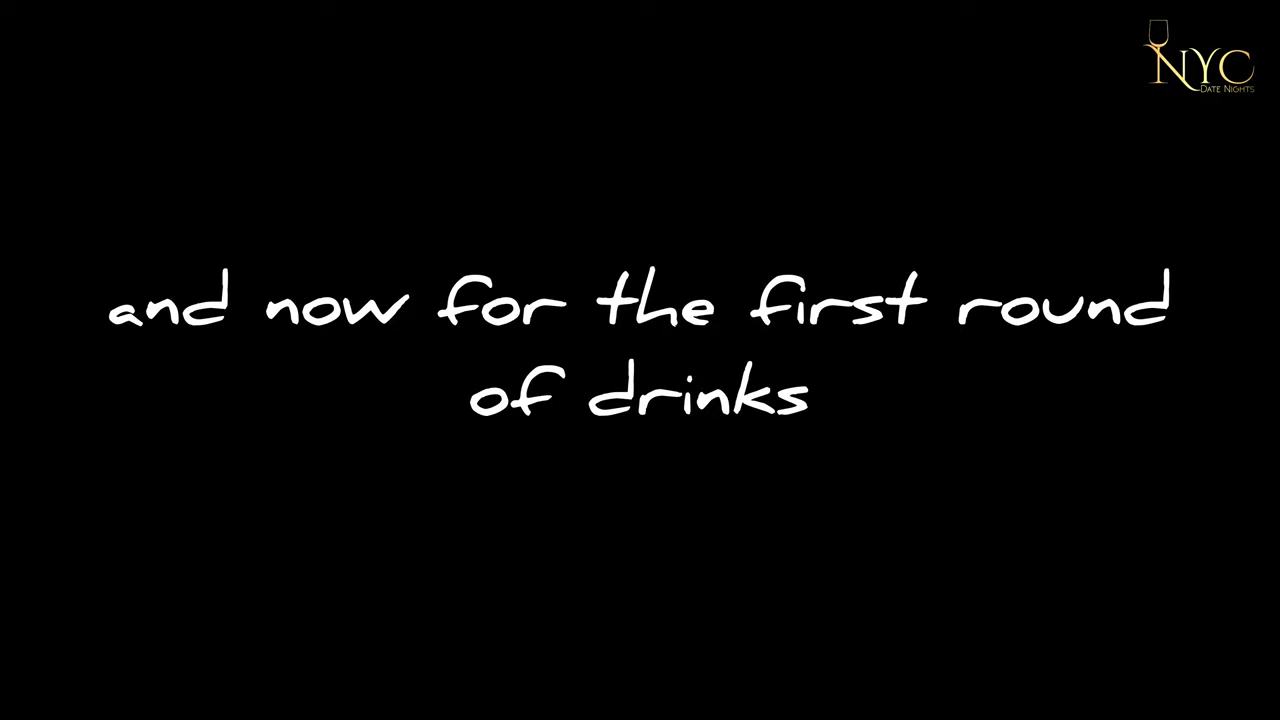 NYC
DATE NIGHTS
and now for the first round
of drinks